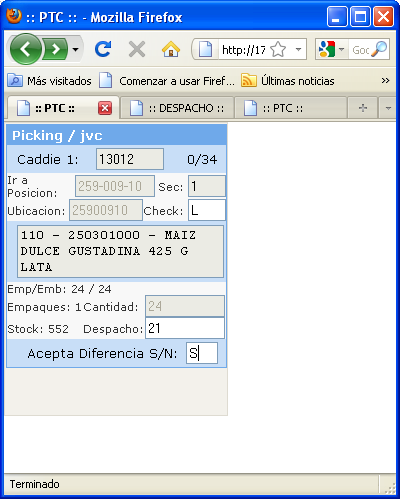 :: PTC :: - Mozilla Firefox
http://17
Goo
Más visitados
Comenzar a usar Firef...
Últimas noticias
»
:: PTC ::
:: DESPACHO ::
:: PTC ::
Picking / jvc
Caddie 1: 13012 0/34
Ir a Posicion: 259-009-10 Sec: 1
Ubicacion: 25900910 Check: L
110 - 250301000 - MAIZ
DULCE GUSTADINA 425 G
LATA
Emp/Emb: 24 / 24
Empaques: 1 Cantidad: 24
Stock: 552 Despacho: 21
Acepta Diferencia S/N: S
Terminado